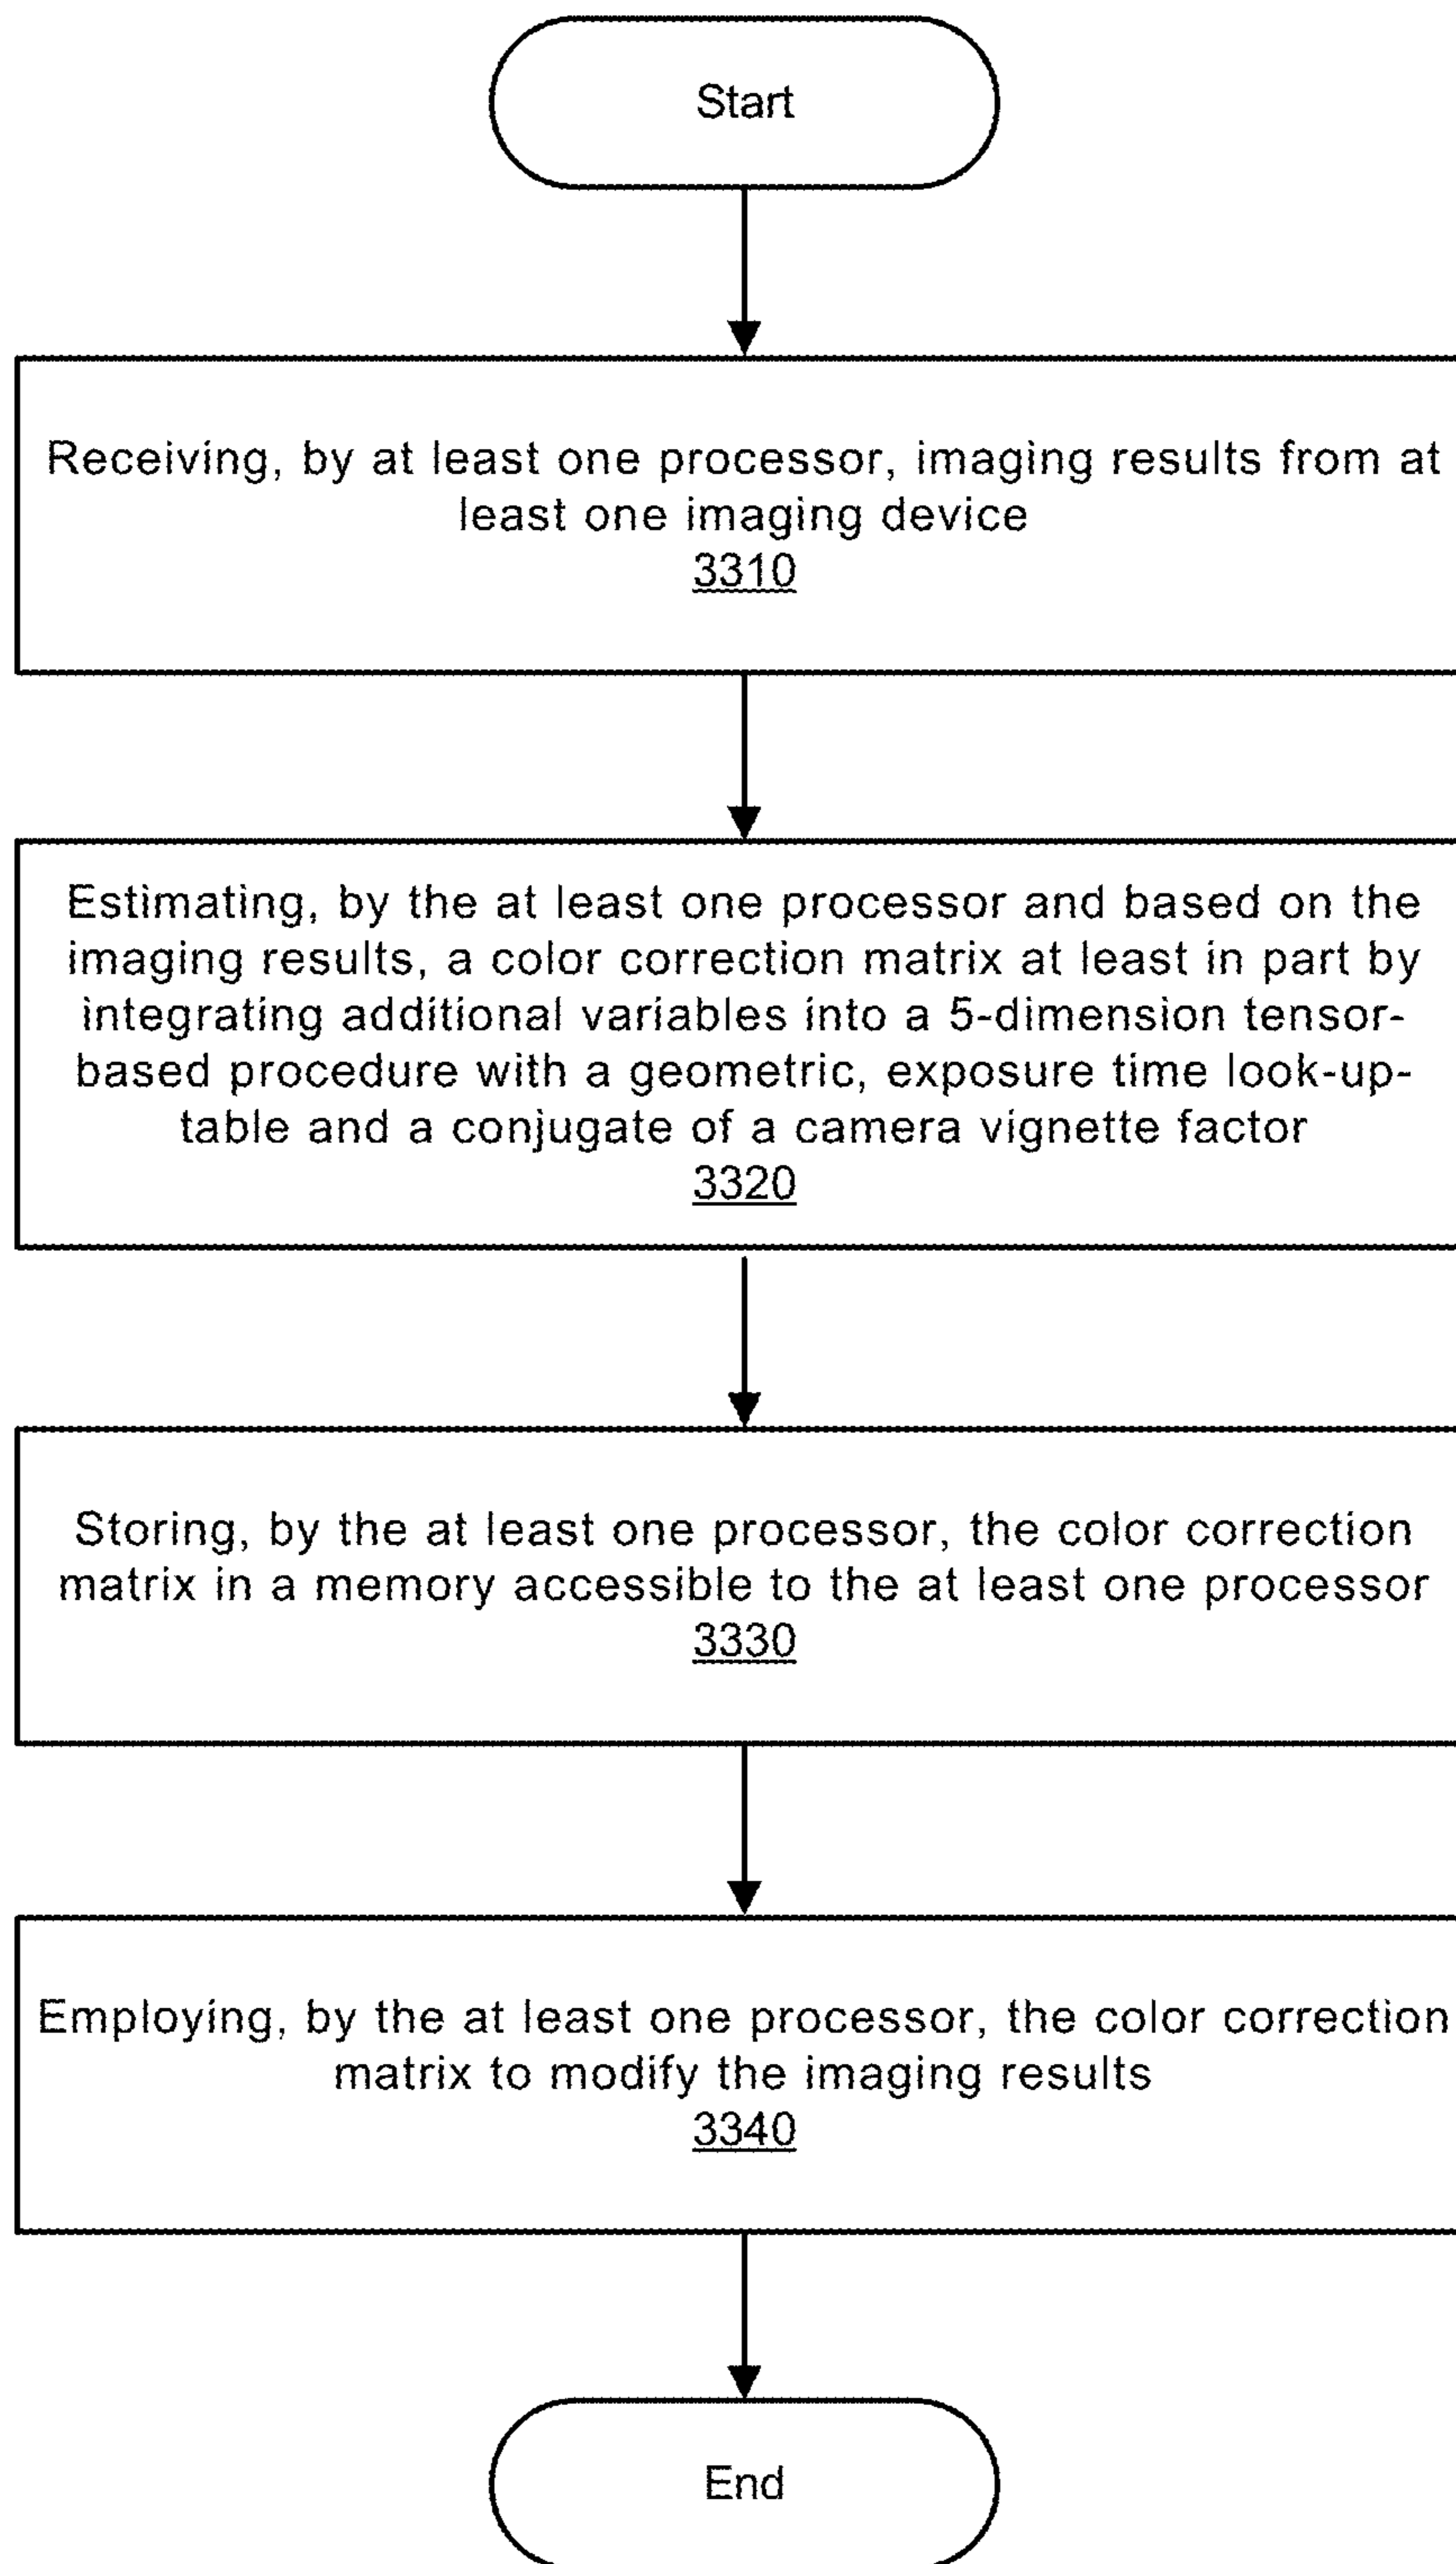 Start
Receiving, by at least one processor, imaging results from at
least one imaging device
3310
Estimating, by the at least one processor and based on the
imaging results, a color correction matrix at least in part by
integrating additional variables into a 5-dimension tensor-
based procedure with a geometric, exposure time look-up-
table and a conjugate of a camera vignette factor
3320
Storing, by the at least one processor, the color correction
matrix in a memory accessible to the at least one processor
3330
Employing, by the at least one processor, the color correction
matrix to modify the imaging results
3340
End